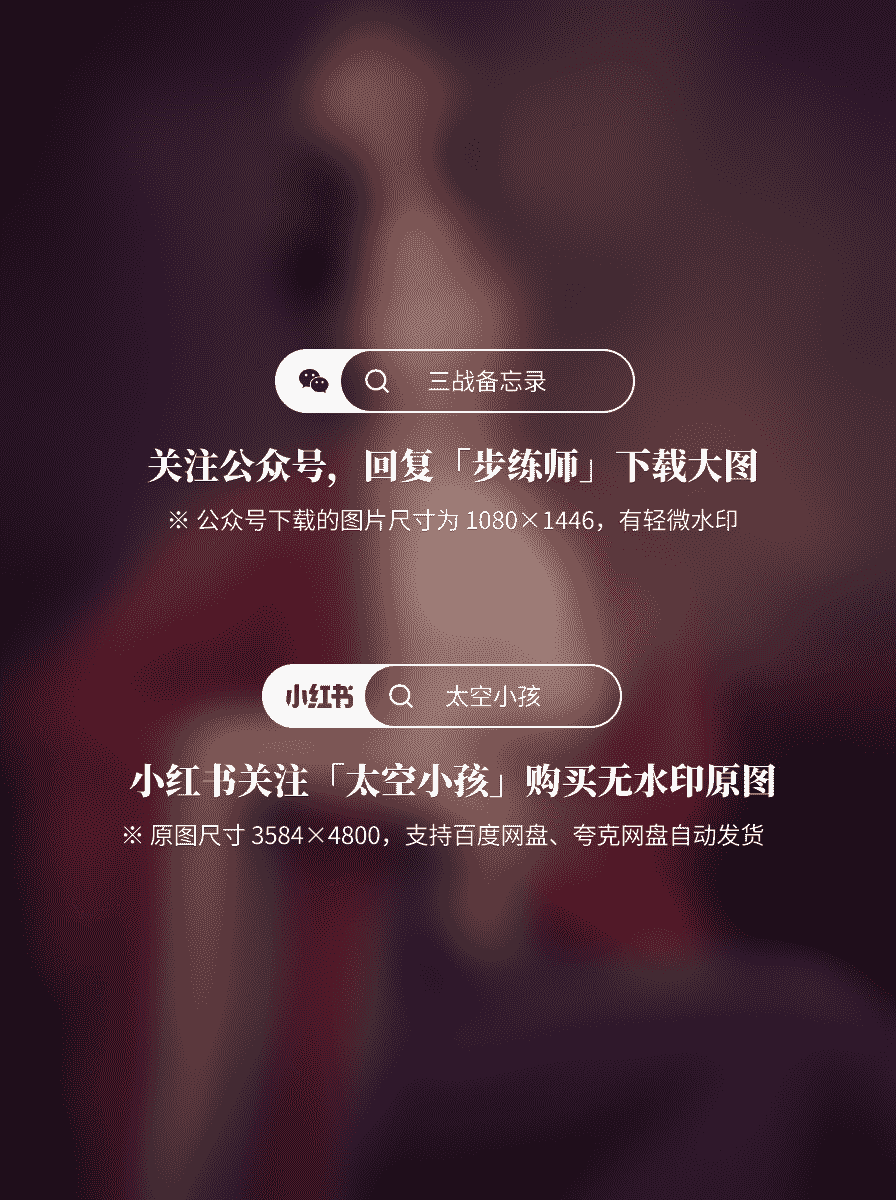 三战备忘录
关注公众号，回复「步练师」下载大图
※ 公众号下载的图片尺寸为 1080×1446，有轻微水印
小红书 太空小孩
小红书关注「太空小孩」购买无水印原图
※ 原图尺寸 3584×4800，支持百度网盘、夸克网盘自动发货